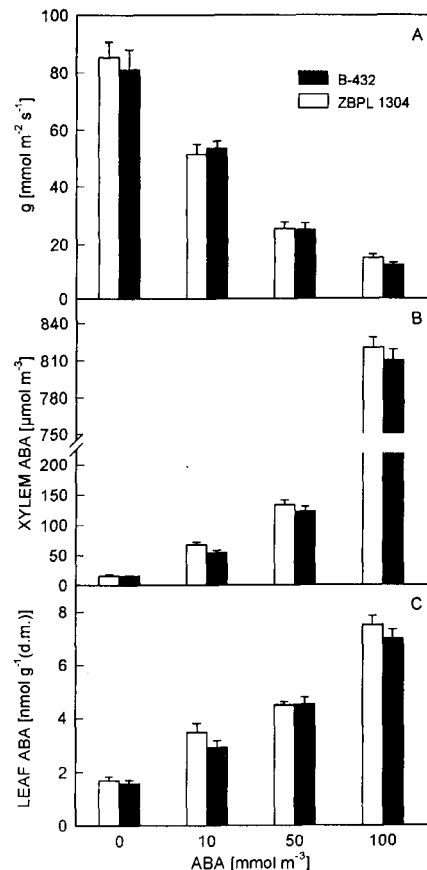 A
80
60
40
20
0
g [mmol m-2 s-1]
B-432
ZBPL 1304
B
840
810
780
750
200
150
100
50
0
XYLEM ABA [µmol m-3]
C
8
6
4
2
0
LEAF ABA [nmol g-1(d.m.)]
0 10 50 100
ABA [mmol m-3]